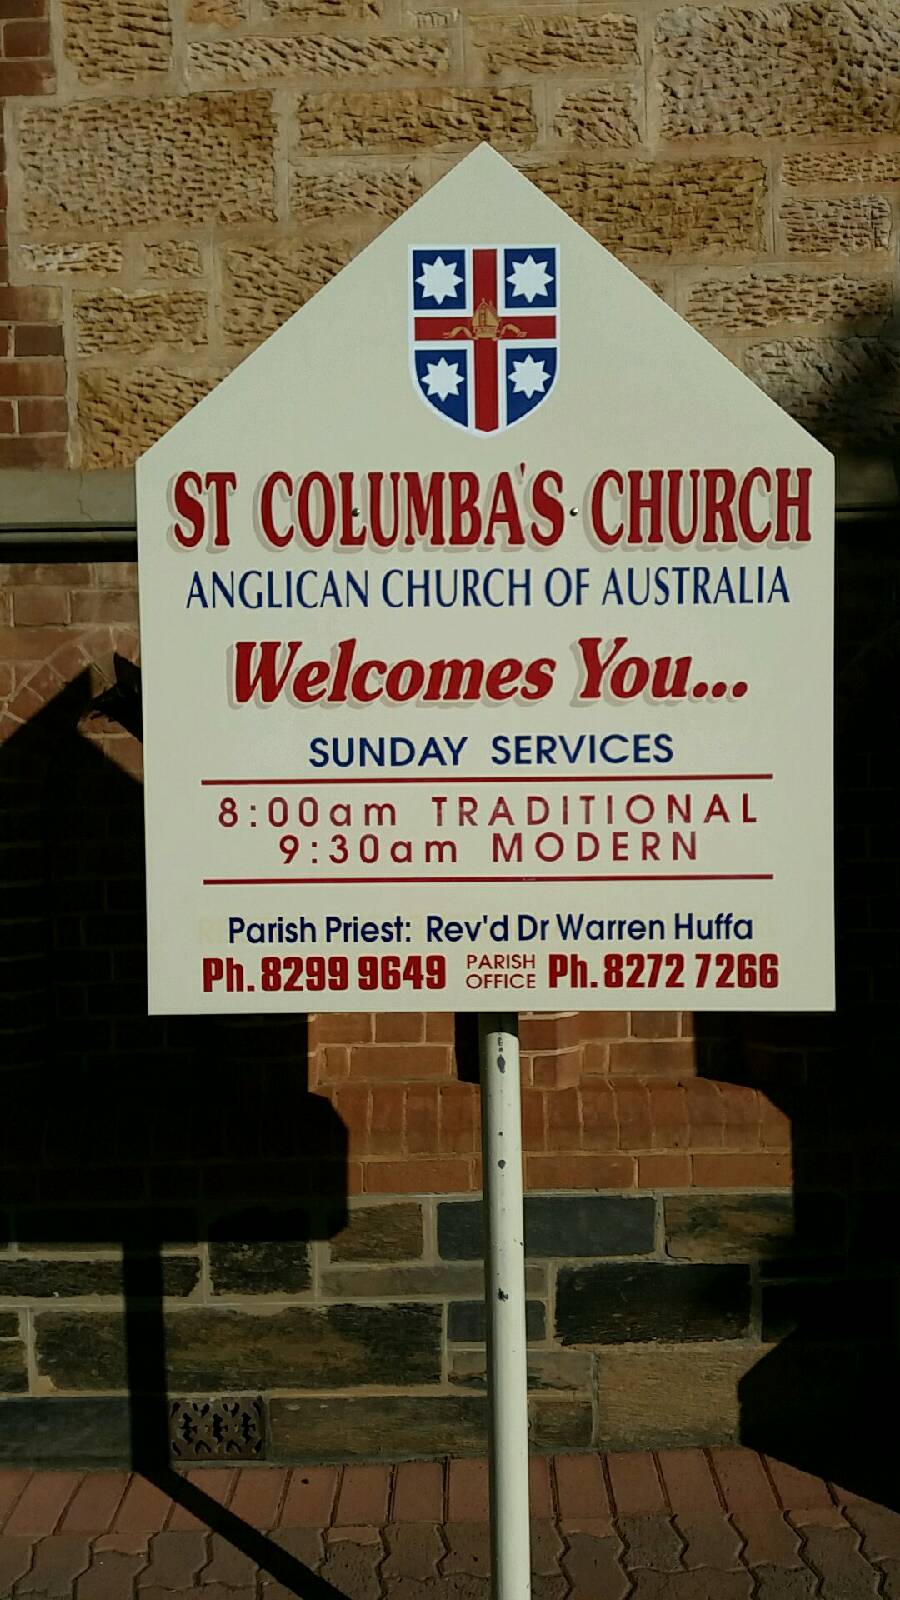 ST COLUMBA'S CHURCH
ANGLICAN CHURCH OF AUSTRALIA
Welcomes You...
SUNDAY SERVICES
8:00am TRADITIONAL
9:30am MODERN
Parish Priest: Rev'd Dr Warren Huffa
Ph. 8299 9649 PARISH OFFICE Ph. 8272 7266